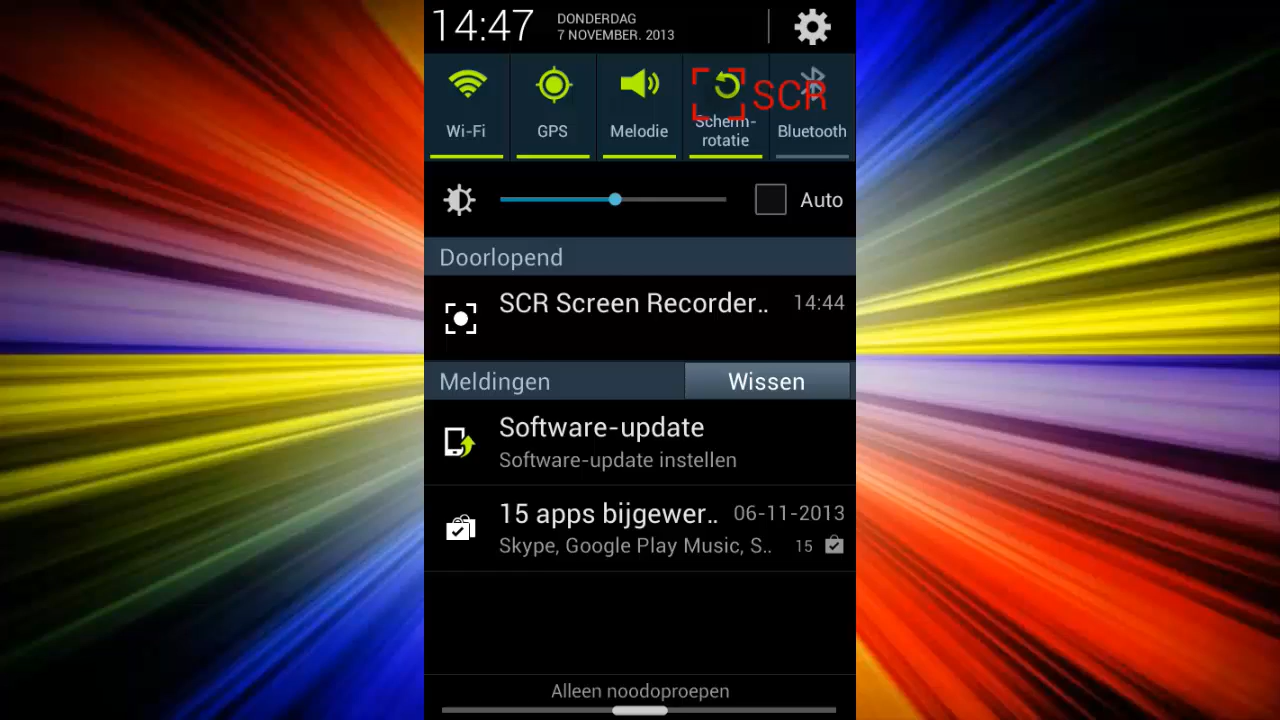 14:47
DONDERDAG
7 NOVEMBER. 2013
SCR
Wi-Fi
GPS
Melodie
Scherm-
rotatie
Bluetooth
Auto
Doorlopend
SCR Screen Recorder..
14:44
Meldingen
Wissen
Software-update
Software-update instellen
15 apps bijgewer.. 06-11-2013
Skype, Google Play Music, S.. 15
Alleen noodoproepen